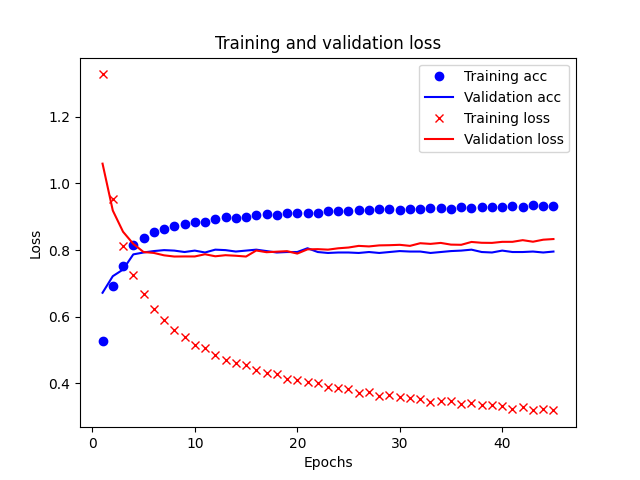 Training and validation loss
Training acc
Validation acc
Training loss
Validation loss
1.2
1.0
0.8
0.6
0.4
Loss
0
10
20
30
40
Epochs